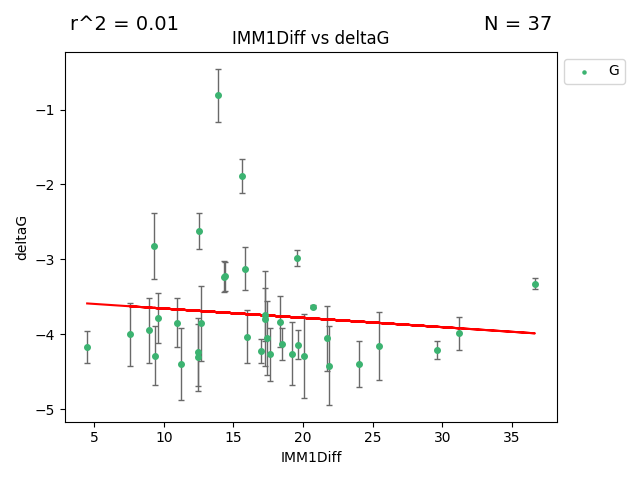 r^2 = 0.01
N = 37
IMM1Diff vs deltaG
G
deltaG
−1
−2
−3
−4
−5
5 10 15 20 25 30 35
IMM1Diff